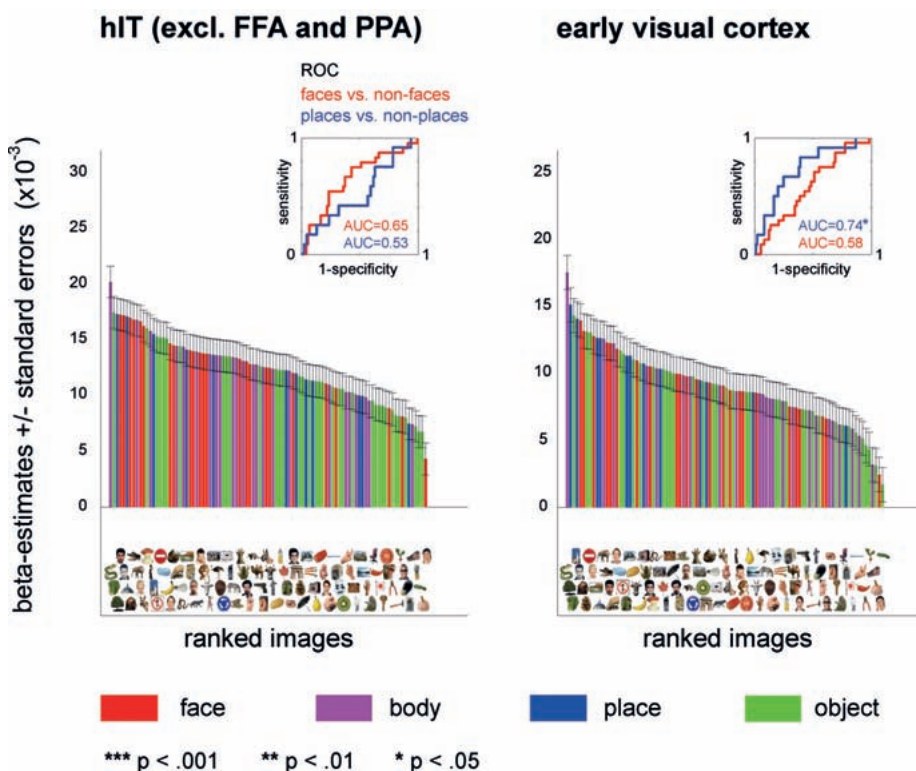 hIT (excl. FFA and PPA)
ROC
faces vs. non-faces
places vs. non-places
1
sensitivity
AUC=0.65
AUC=0.53
0
1
1-specificity
beta-estimates +/- standard errors (x10-3)
30
25
20
15
10
5
0
ranked images
early visual cortex
1
sensitivity
AUC=0.74*
AUC=0.58
0
1
1-specificity
25
20
15
10
5
0
ranked images
face
body
place
object
*** p < .001 ** p < .01 * p < .05